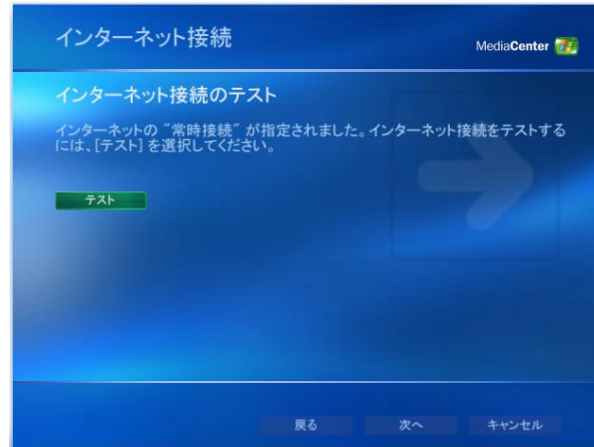 インターネット接続
MediaCenter
インターネット接続のテスト
インターネットの "常時接続" が指定されました。インターネット接続をテストする
には、[テスト] を選択してください。
テスト
戻る 次へ キャンセル